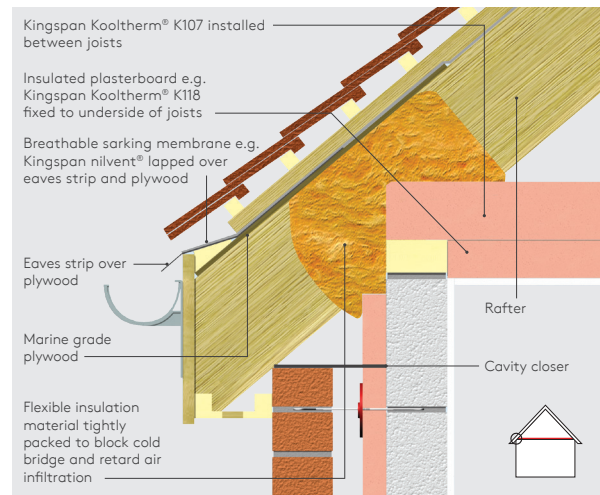 Kingspan Kooltherm® K107 installed
between joists
Insulated plasterboard e.g.
Kingspan Kooltherm® K118
fixed to underside of joists
Breathable sarking membrane e.g.
Kingspan nilvent® lapped over
eaves strip and plywood
Eaves strip over
plywood
Marine grade
plywood
Flexible insulation
material tightly
packed to block cold
bridge and retard air
infiltration
Rafter
Cavity closer